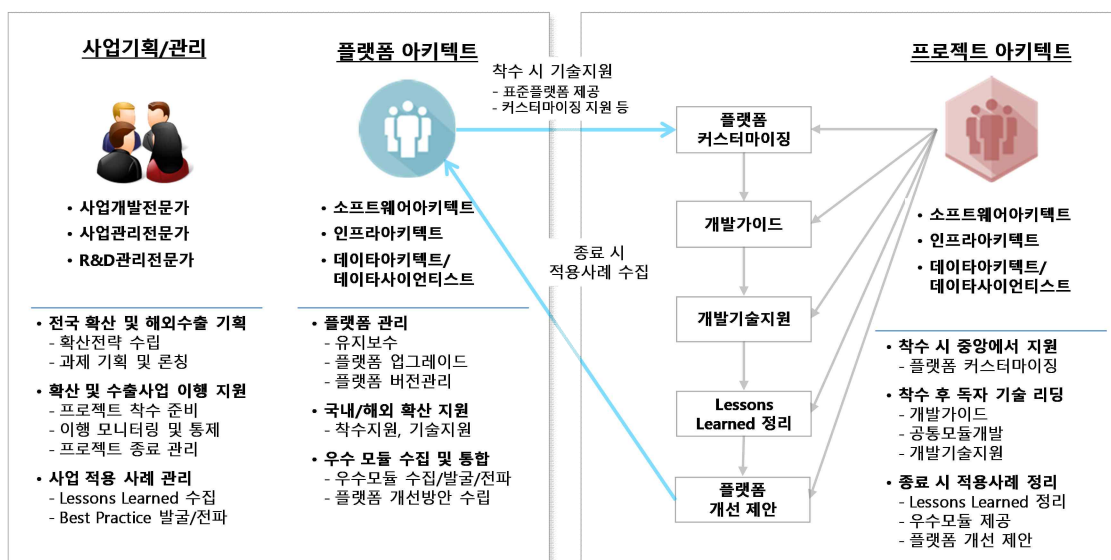 사업기획/관리
• 사업개발전문가
• 사업관리전문가
• R&D관리전문가
• 전국 확산 및 해외수출 기획
- 확산전략 수립
- 과제 기획 및 론칭
• 확산 및 수출사업 이행 지원
- 프로젝트 착수 준비
- 이행 모니터링 및 통제
- 프로젝트 종료 관리
• 사업 적용 사례 관리
- Lessons Learned 수집
- Best Practice 발굴/전파
플랫폼 아키텍트
• 소프트웨어아키텍트
• 인프라아키텍트
• 데이타아키텍트/
데이타사이언티스트
• 플랫폼 관리
- 유지보수
- 플랫폼 업그레이드
- 플랫폼 버전관리
• 국내/해외 확산 지원
- 착수지원, 기술지원
• 우수 모듈 수집 및 통합
- 우수모듈 수집/발굴/전파
- 플랫폼 개선방안 수립
착수 시 기술지원
- 표준플랫폼 제공
- 커스터마이징 지원 등
종료 시
적용사례 수집
플랫폼
커스터마이징
개발가이드
개발기술지원
Lessons
Learned 정리
플랫폼
개선 제안
프로젝트 아키텍트
• 소프트웨어아키텍트
• 인프라아키텍트
• 데이타아키텍트/
데이타사이언티스트
• 착수 시 중앙에서 지원
- 플랫폼 커스터마이징
• 착수 후 독자 기술 리딩
- 개발가이드
- 공통모듈개발
- 개발기술지원
• 종료 시 적용사례 정리
- Lessons Learned 정리
- 우수모듈 제공
- 플랫폼 개선 제안